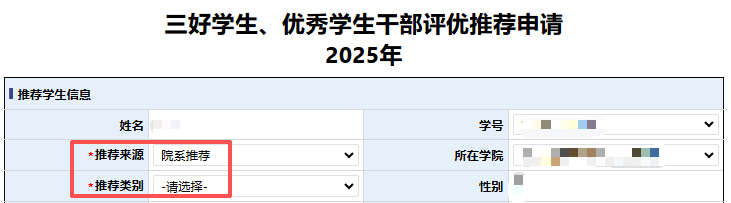 三好学生、优秀学生干部评优推荐申请
2025年
推荐学生信息
姓名 学号
*推荐来源 院系推荐 所在学院
*推荐类别 -请选择- 性别